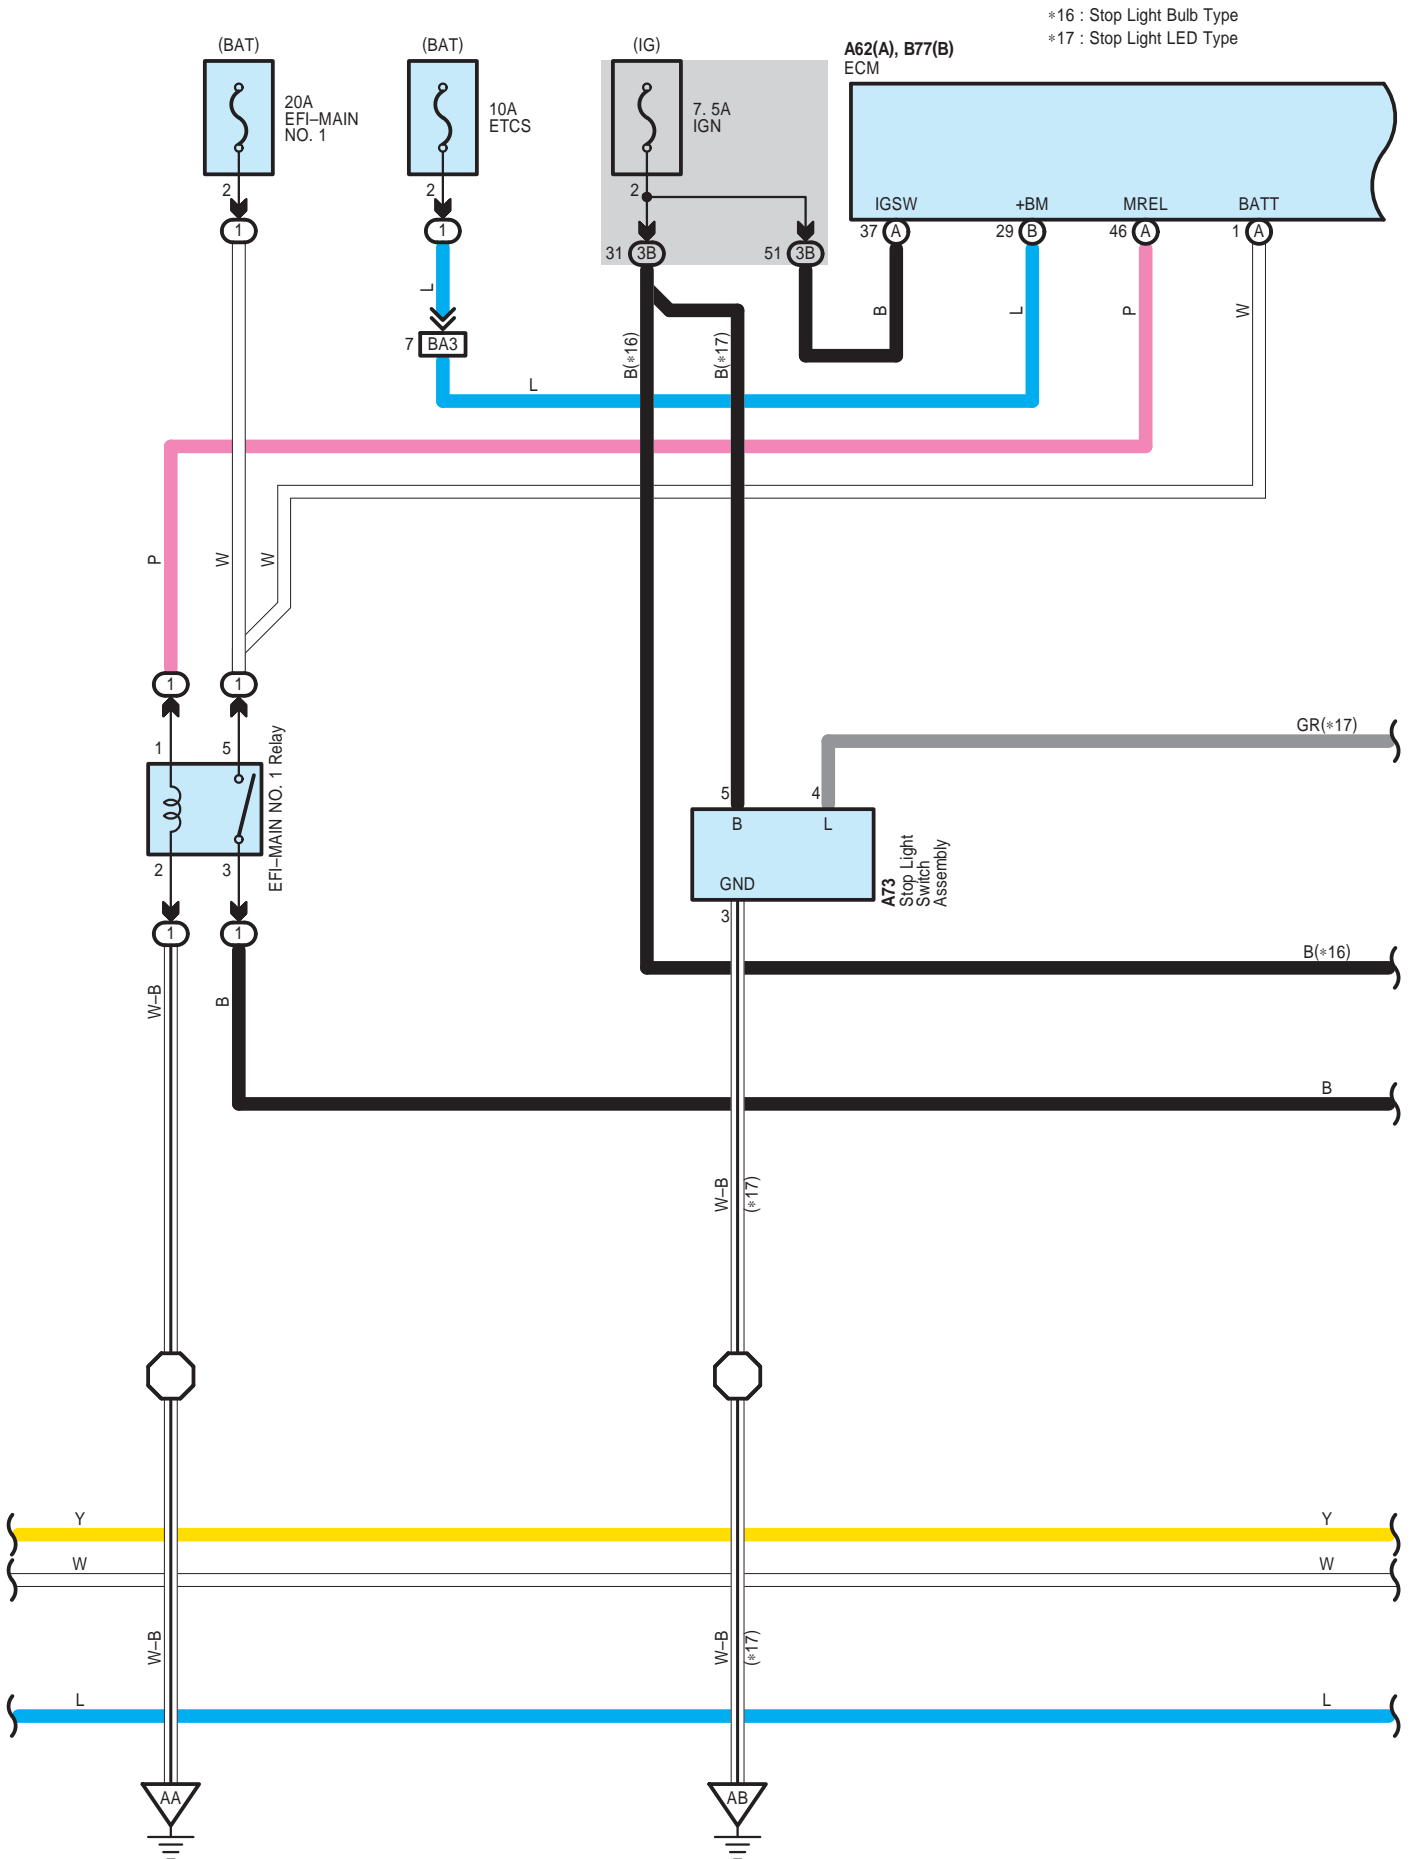 ∗16 : Stop Light Bulb Type
∗17 : Stop Light LED Type
(BAT)
(BAT)
(IG)
A62(A), B77(B)
ECM
20A
EFI–MAIN
NO. 1
10A
ETCS
7. 5A
IGN
2
2
2
IGSW
+BM
MREL
BATT
1
1
37 A
29 B
46 A
1 A
31 3B
51 3B
L
B
L
P
W
7 BA3
B(∗16)
B(∗17)
L
P
W
W
1
1
GR(∗17)
1
5
EFI–MAIN NO. 1 Relay
5
4
B
L
2
3
GND
A73
Stop Light
Switch
Assembly
3
1
1
B(∗16)
W–B
B
B
W–B
(∗17)
Y
Y
W
W
W–B
W–B
(∗17)
L
L
AA
AB